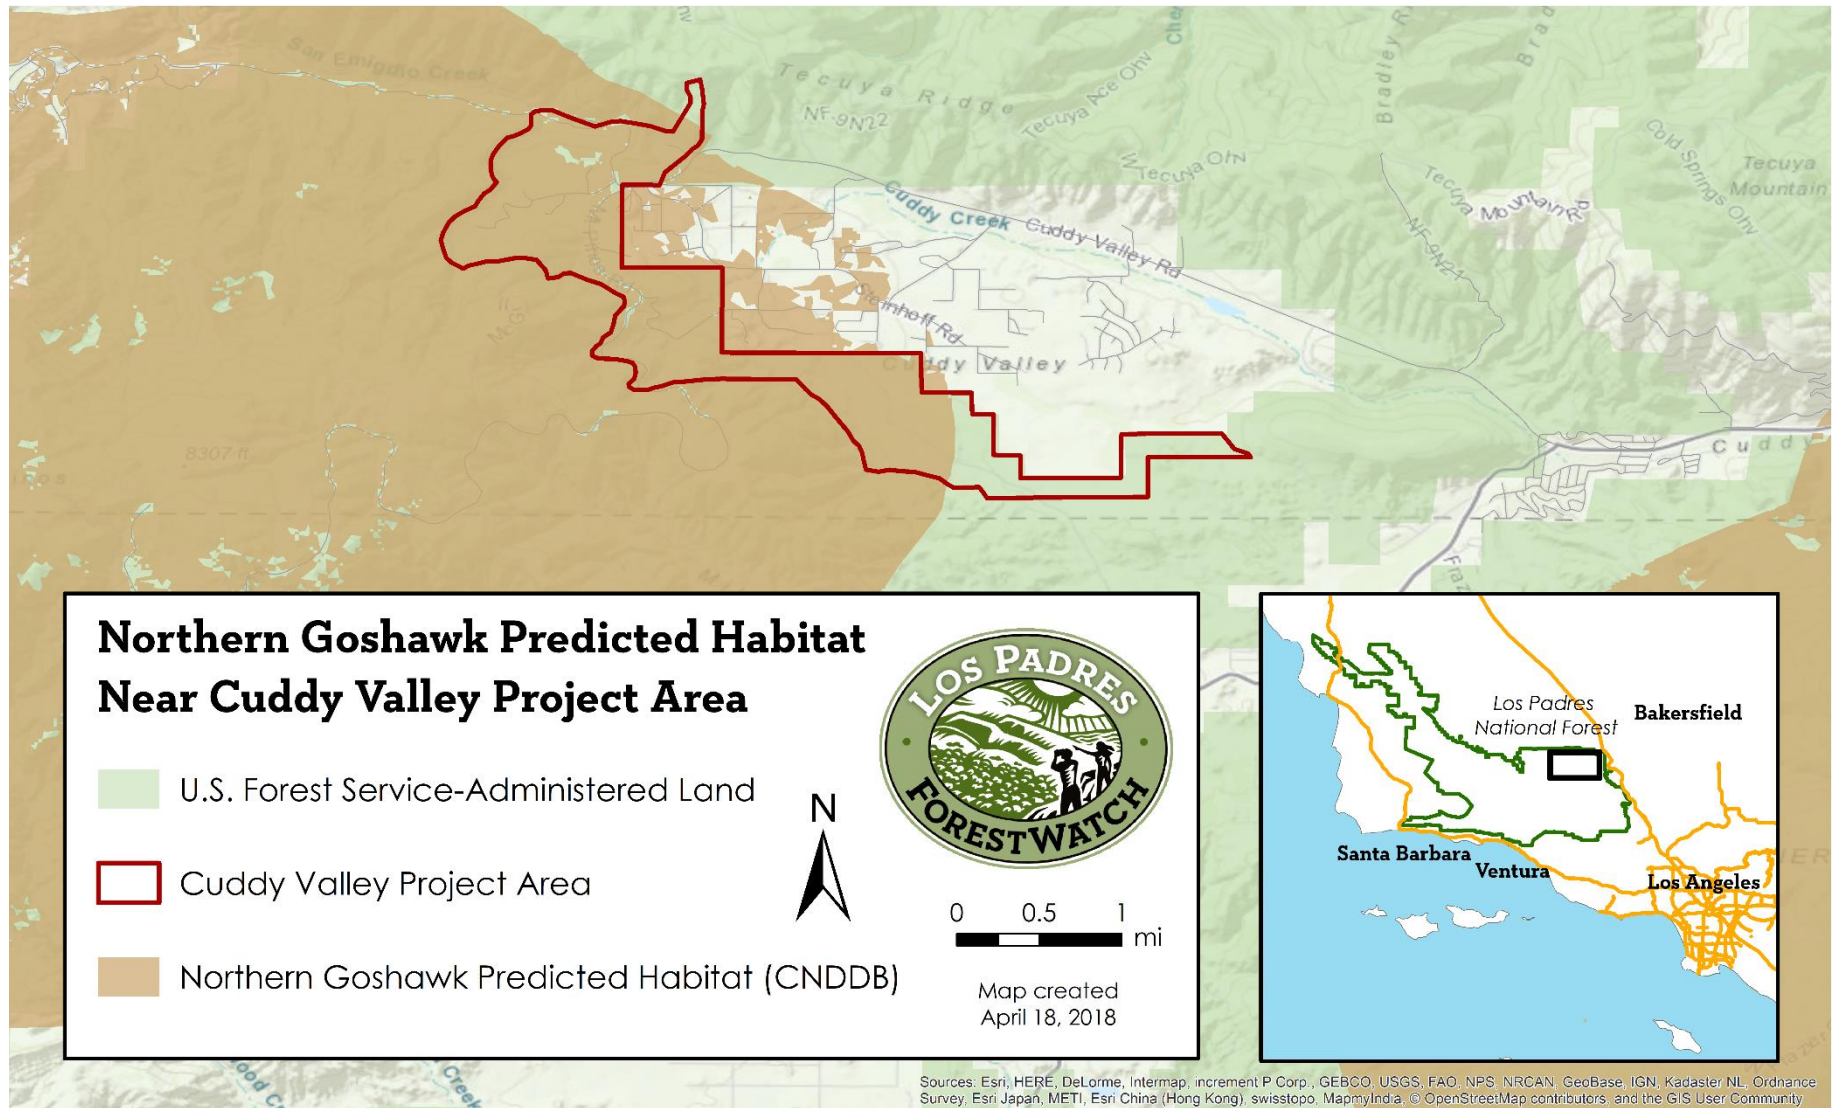 San Emigdio Creek
Tecuya Ridge
NF-9N22
Tecuya Ace Ohv
Bradley R
Brad
Che
W Tecuya Ohv
Cold Springs Ohv
Tecuya
Mountain
Tecuya
Mountain Rd
NF-9N21
Cuddy Creek
Cuddy Valley Rd
Steinhoff Rd
Cuddy Valley
8307 ft
Cuddy
Fraz
Northern Goshawk Predicted Habitat
Near Cuddy Valley Project Area
U.S. Forest Service-Administered Land
Cuddy Valley Project Area
Northern Goshawk Predicted Habitat (CNDDB)
N
LOS PADRES
FORESTWATCH
0 0.5 1
mi
Map created
April 18, 2018
Los Padres
National Forest
Bakersfield
Santa Barbara
Ventura
Los Angeles
Creek
Sources: Esri, HERE, DeLorme, Intermap, increment P Corp., GEBCO, USGS, FAO, NPS, NRCAN, GeoBase, IGN, Kadaster NL, Ordnance
Survey, Esri Japan, METI, Esri China (Hong Kong), swisstopo, MapmyIndia, © OpenStreetMap contributors, and the GIS User Community